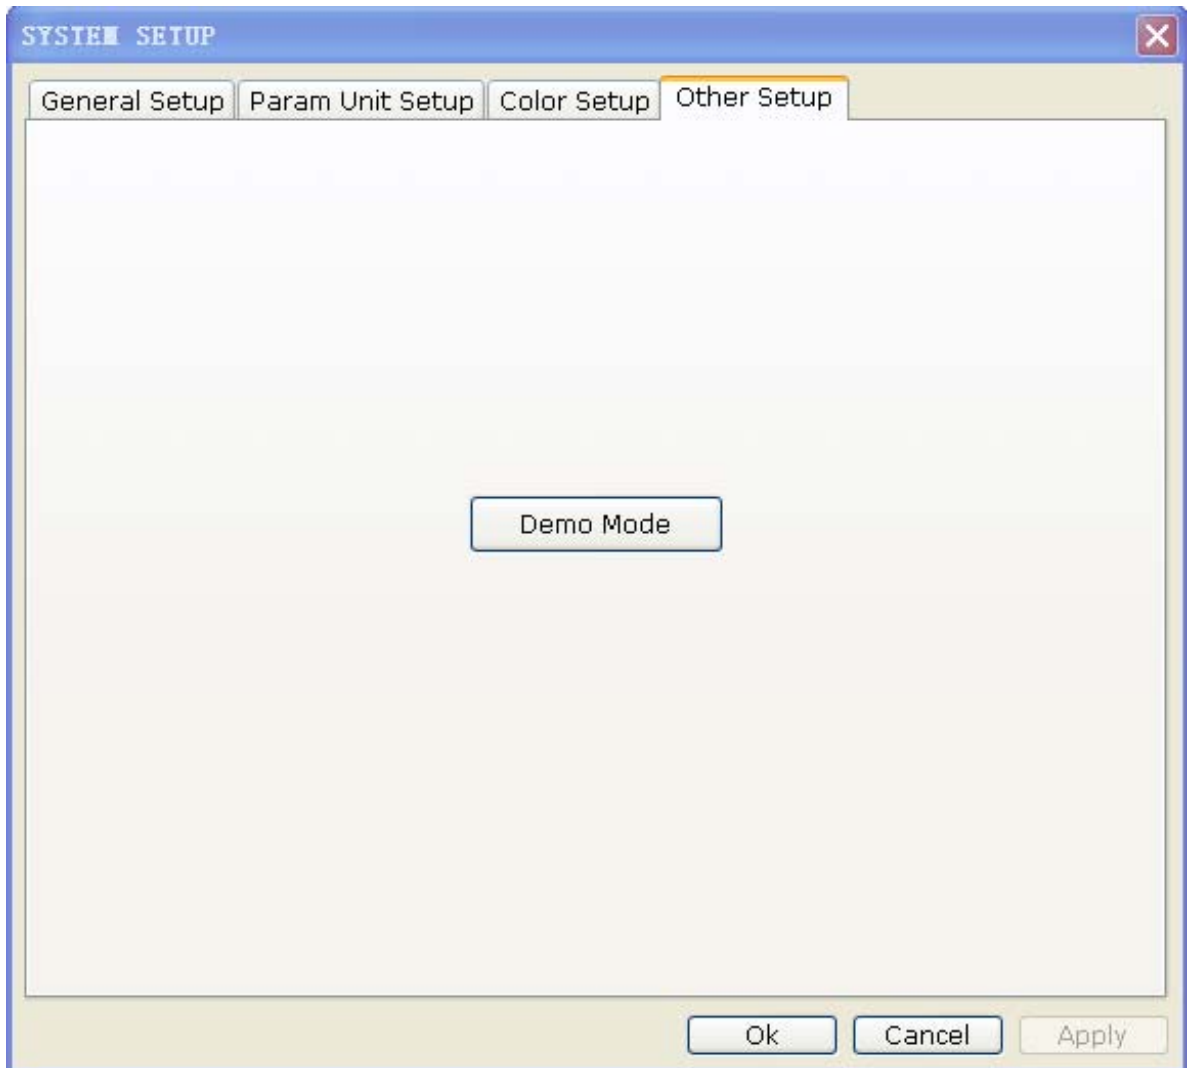 SYSTEM SETUP
General Setup Param Unit Setup Color Setup Other Setup
Demo Mode
Ok Cancel Apply